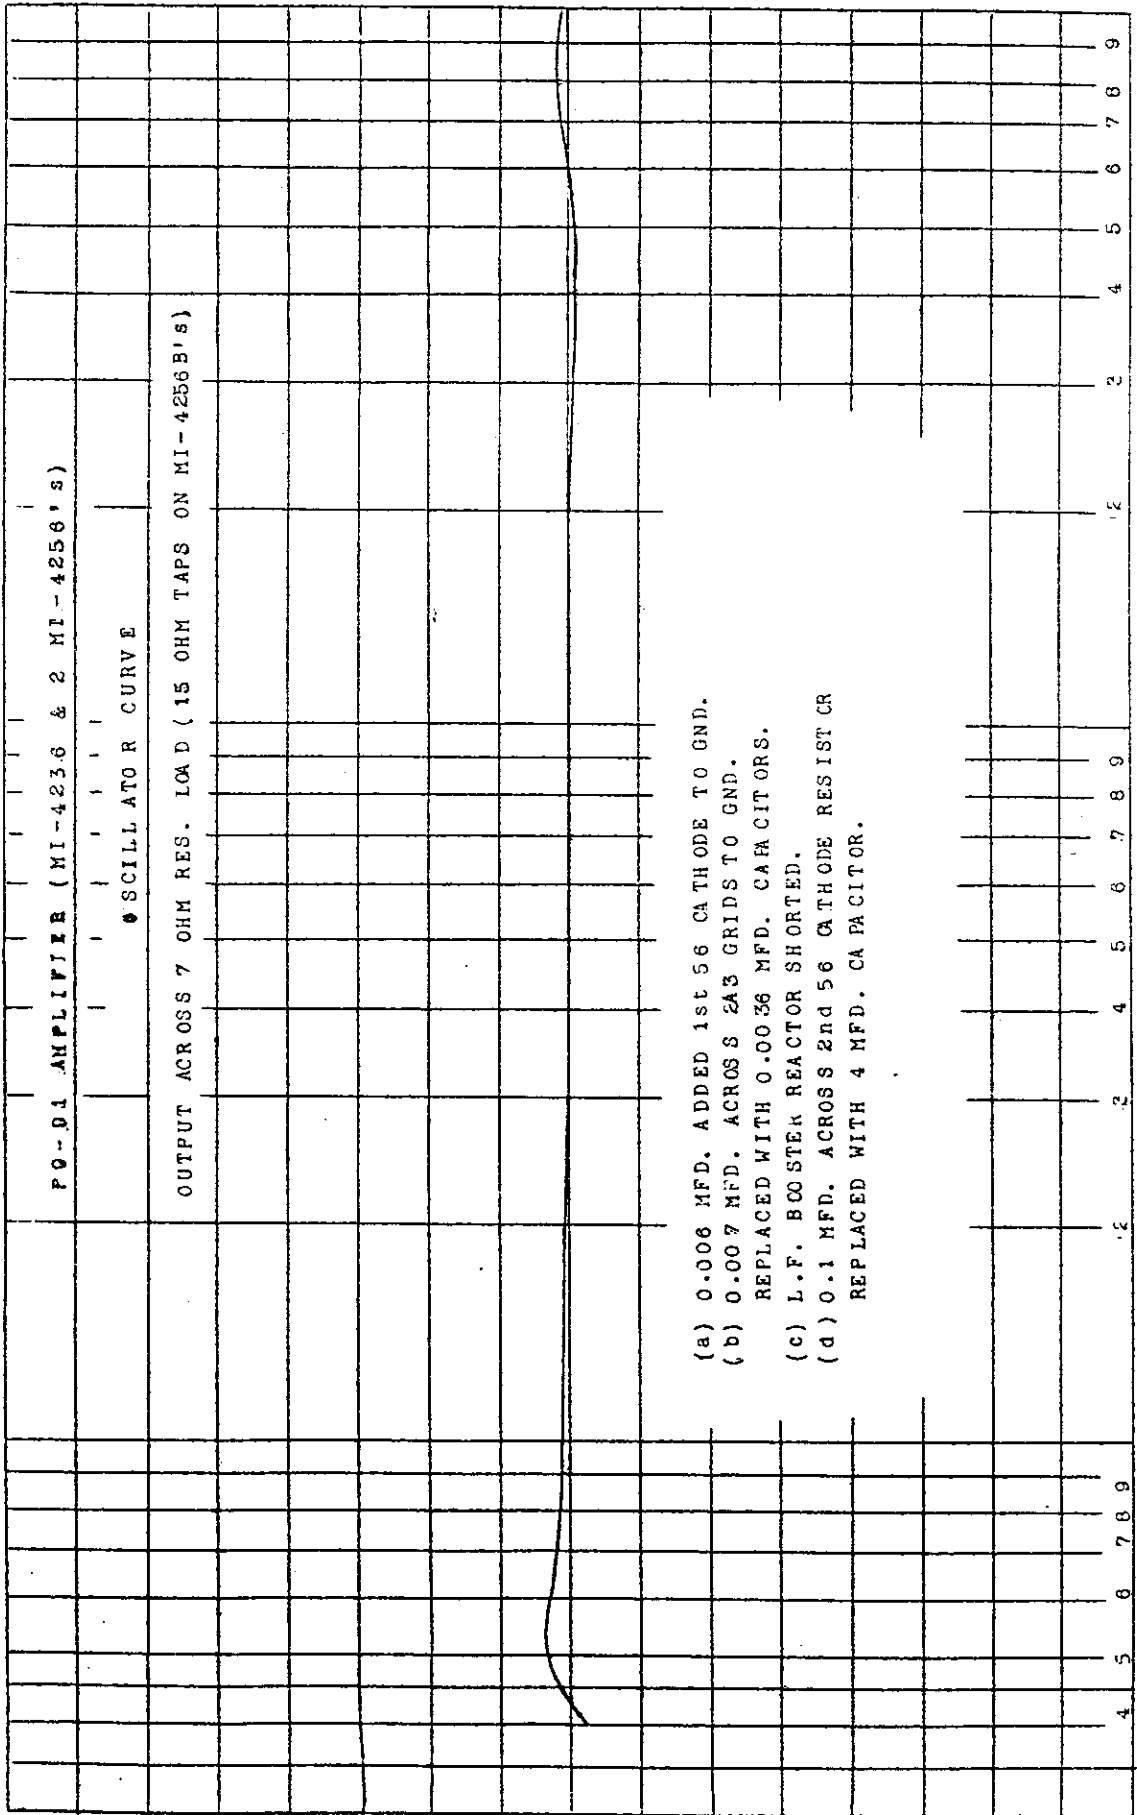 PG-91 AMPLIFIER (MI-4236 & 2 MI-4256's)
OSCILLATOR CURVE
OUTPUT ACROSS 7 OHM RES. LOAD (15 OHM TAPS ON MI-4256B's)
(a) 0.006 MFD. ADDED 1st 56 CATHODE TO GND.
(b) 0.007 MFD. ACROSS 2A3 GRIDS TO GND.
REPLACED WITH 0.0036 MFD. CAPACITORS.
(c) L.F. BOOSTER REACTOR SHORTED.
(d) 0.1 MFD. ACROSS 2nd 56 CATHODE RESISTOR
REPLACED WITH 4 MFD. CAPACITOR.
4 5 6 7 8 9 2 3 4 5 6 7 8 9 2 3 4 5 6 7 8 9